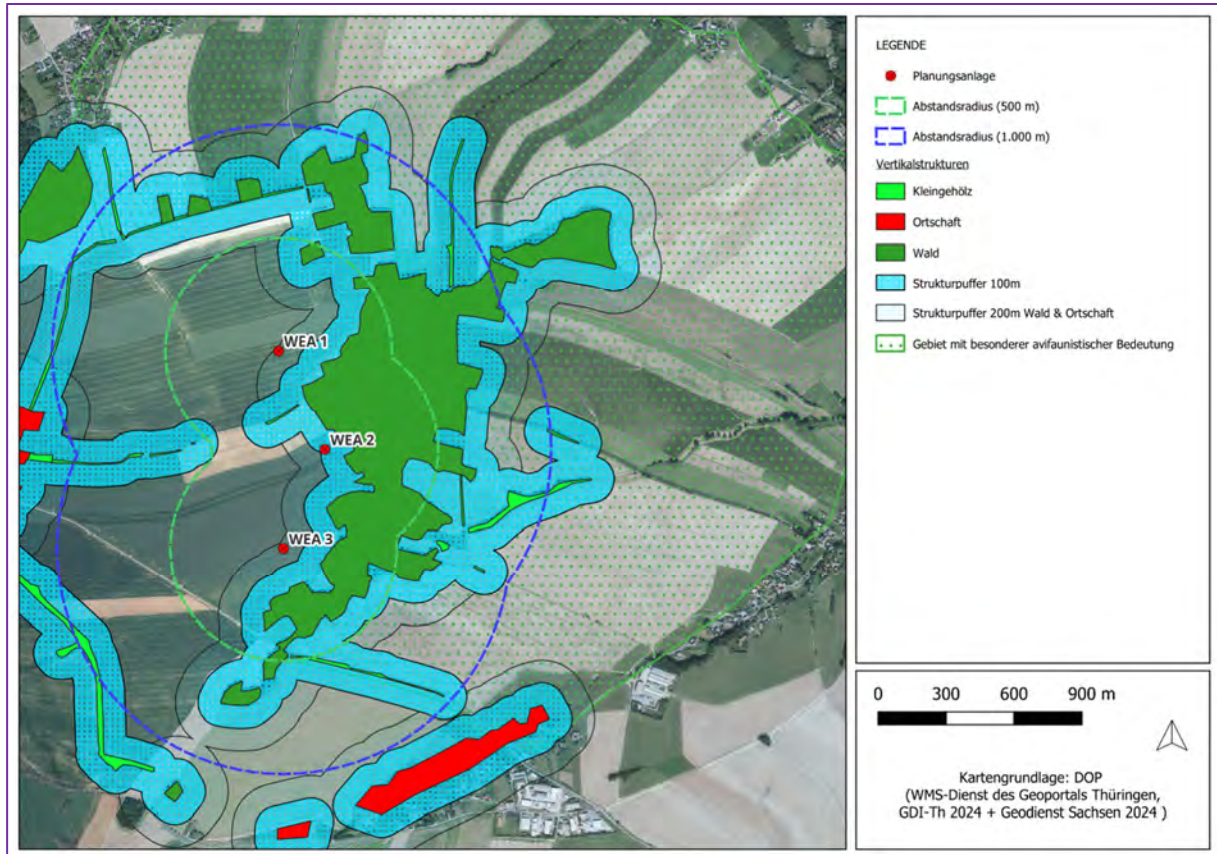 WEA 1
WEA 2
WEA 3
LEGENDE
Planungsanlage
Abstandsradius (500 m)
Abstandsradius (1.000 m)
Vertikalstrukturen
Kleingehölz
Ortschaft
Wald
Strukturpuffer 100m
Strukturpuffer 200m Wald & Ortschaft
Gebiet mit besonderer avifaunistischer Bedeutung
0 300 600 900 m
Kartengrundlage: DOP
(WMS-Dienst des Geoportals Thüringen,
GDI-Th 2024 + Geodienst Sachsen 2024 )